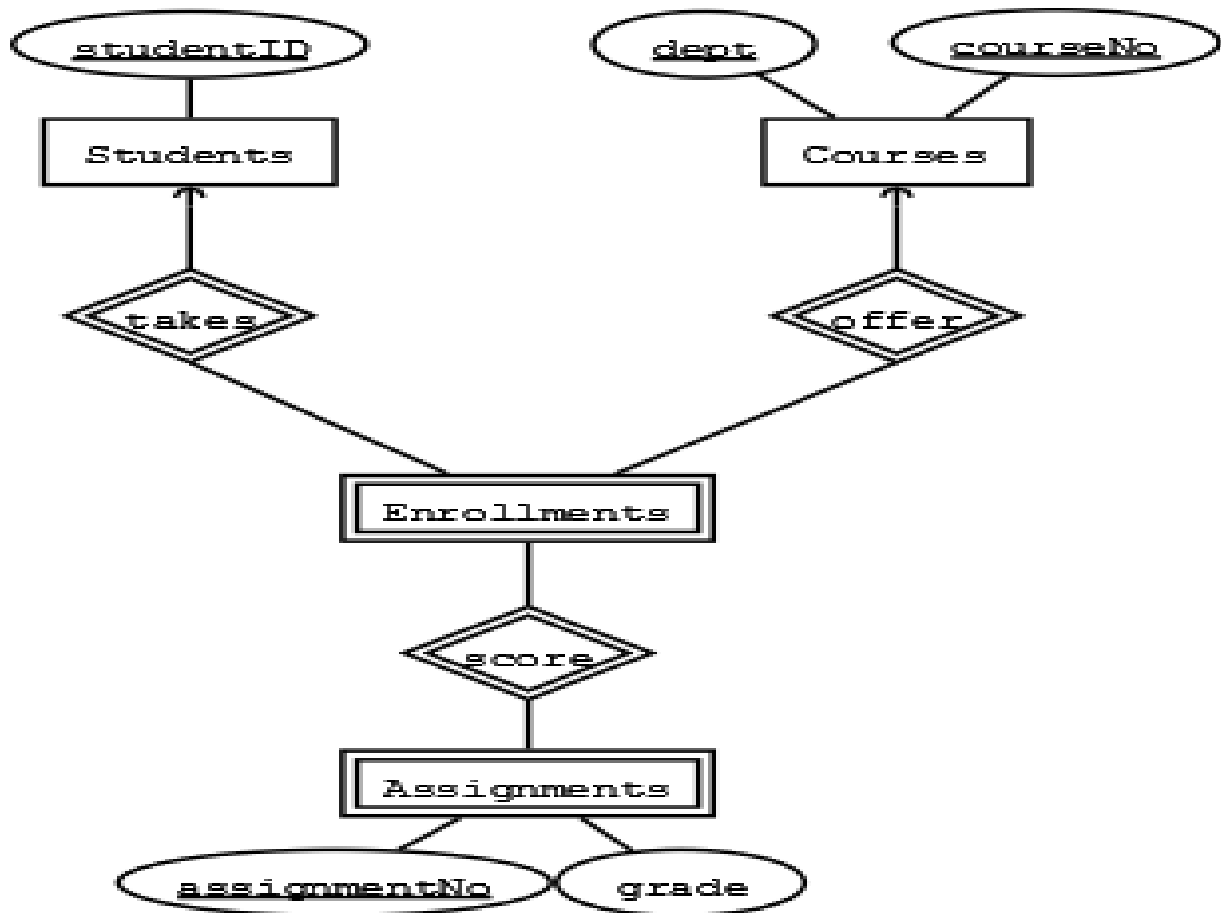 studentID
dept
courseNo
Students
Courses
takes
offer
Enrollments
score
Assignments
assignmentNo
grade